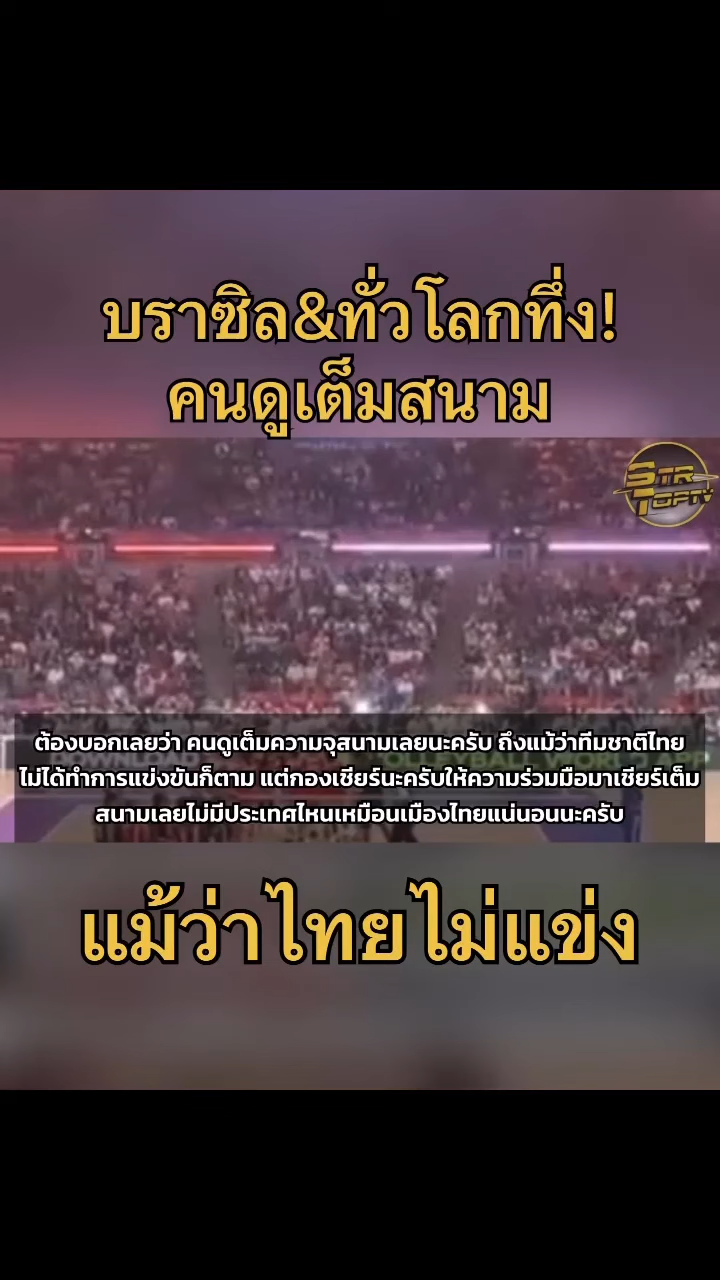 บราซิล&ทั่วโลกทึ่ง!
คนดูเต็มสนาม
STR
TOPTV
ต้องบอกเลยว่า คนดูเต็มความจุสนามเลยนะครับ ถึงแม้ว่าทีมชาติไทย
ไม่ได้ทำการแข่งขันก็ตาม แต่กองเชียร์นะครับให้ความร่วมมือมาเชียร์เต็ม
สนามเลยไม่มีประเทศไหนเหมือนเมืองไทยแน่นอนนะครับ
แม้ว่าไทยไม่แข่ง